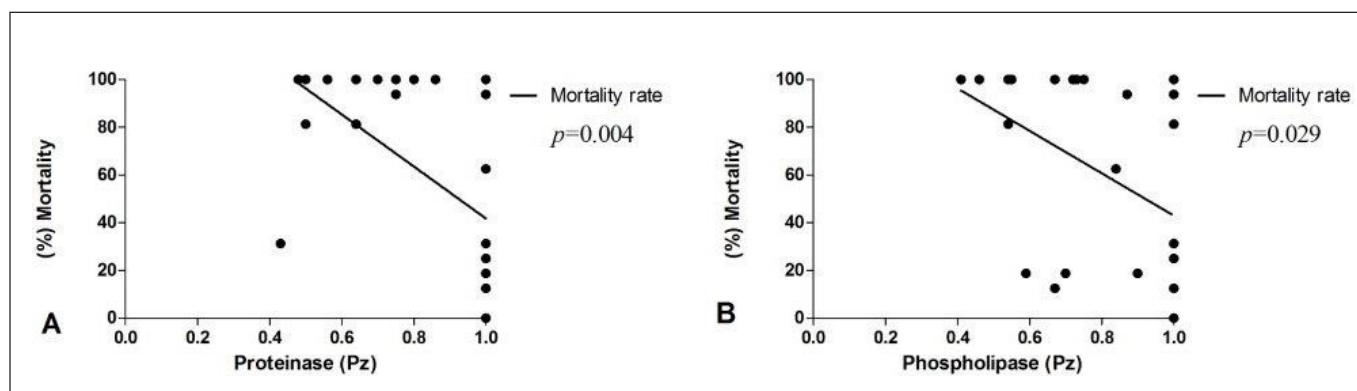 100
80
60
40
20
0
(%) Mortality
0.0 0.2 0.4 0.6 0.8 1.0
Proteinase (Pz)
A
Mortality rate
p=0.004
100
80
60
40
20
0
(%) Mortality
0.0 0.2 0.4 0.6 0.8 1.0
Phospholipase (Pz)
B
Mortality rate
p=0.029